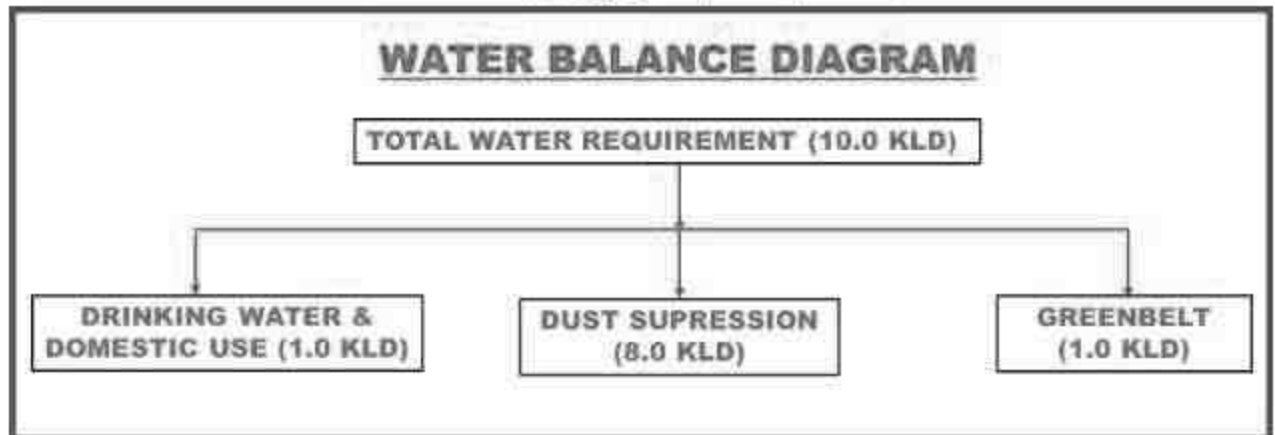 WATER BALANCE DIAGRAM
TOTAL WATER REQUIREMENT (10.0 KLD)
DRINKING WATER &
DOMESTIC USE (1.0 KLD)
DUST SUPRESSION
(8.0 KLD)
GREENBELT
(1.0 KLD)